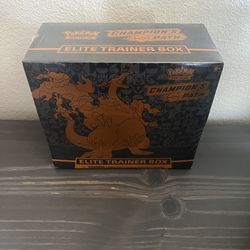 POKÉMON
CHAMPION'S
PATH
ELITE TRAINER BOX
POKÉMON
CHAMPION'S
PATH
ELITE TRAINER BOX